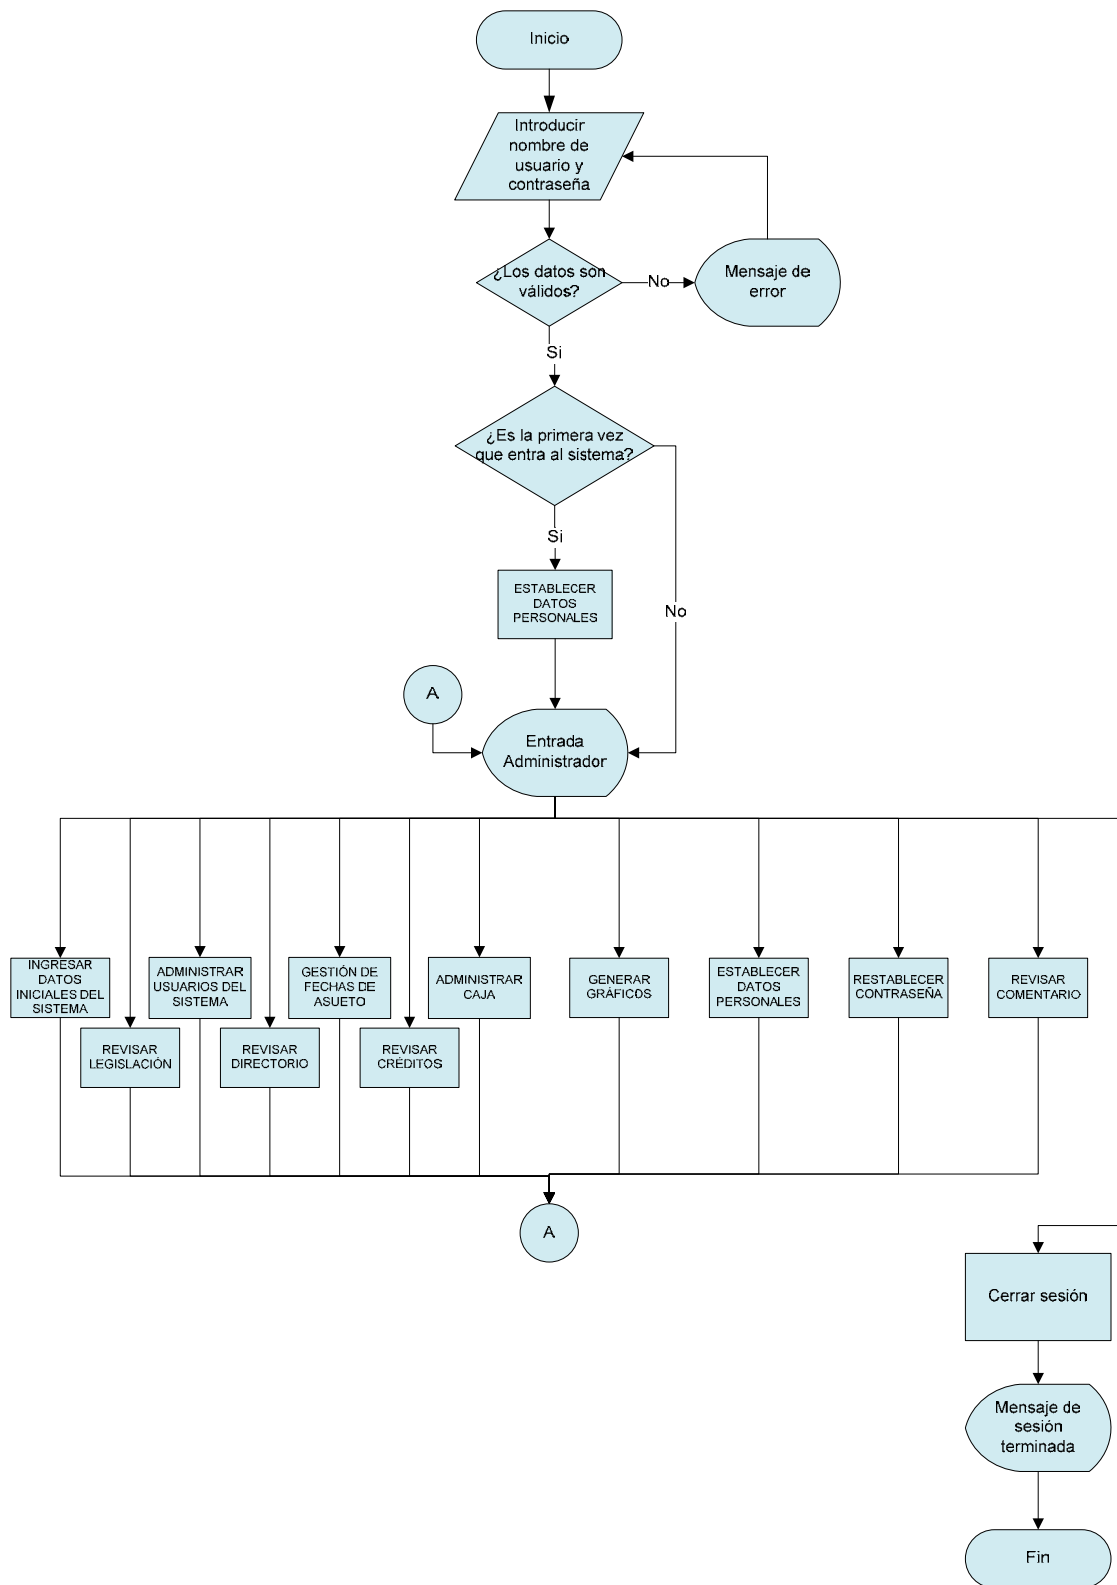 Inicio
Introducir
nombre de
usuario y
contraseña
¿Los datos son
válidos?
No
Mensaje de
error
Si
¿Es la primera vez
que entra al sistema?
Si
ESTABLECER
DATOS
PERSONALES
No
A
Entrada
Administrador
INGRESAR
DATOS
INICIALES DEL
SISTEMA
ADMINISTRAR
USUARIOS DEL
SISTEMA
GESTIÓN DE
FECHAS DE
ASUETO
ADMINISTRAR
CAJA
GENERAR
GRÁFICOS
ESTABLECER
DATOS
PERSONALES
RESTABLECER
CONTRASEÑA
REVISAR
COMENTARIO
REVISAR
LEGISLACIÓN
REVISAR
DIRECTORIO
REVISAR
CRÉDITOS
A
Cerrar sesión
Mensaje de
sesión
terminada
Fin